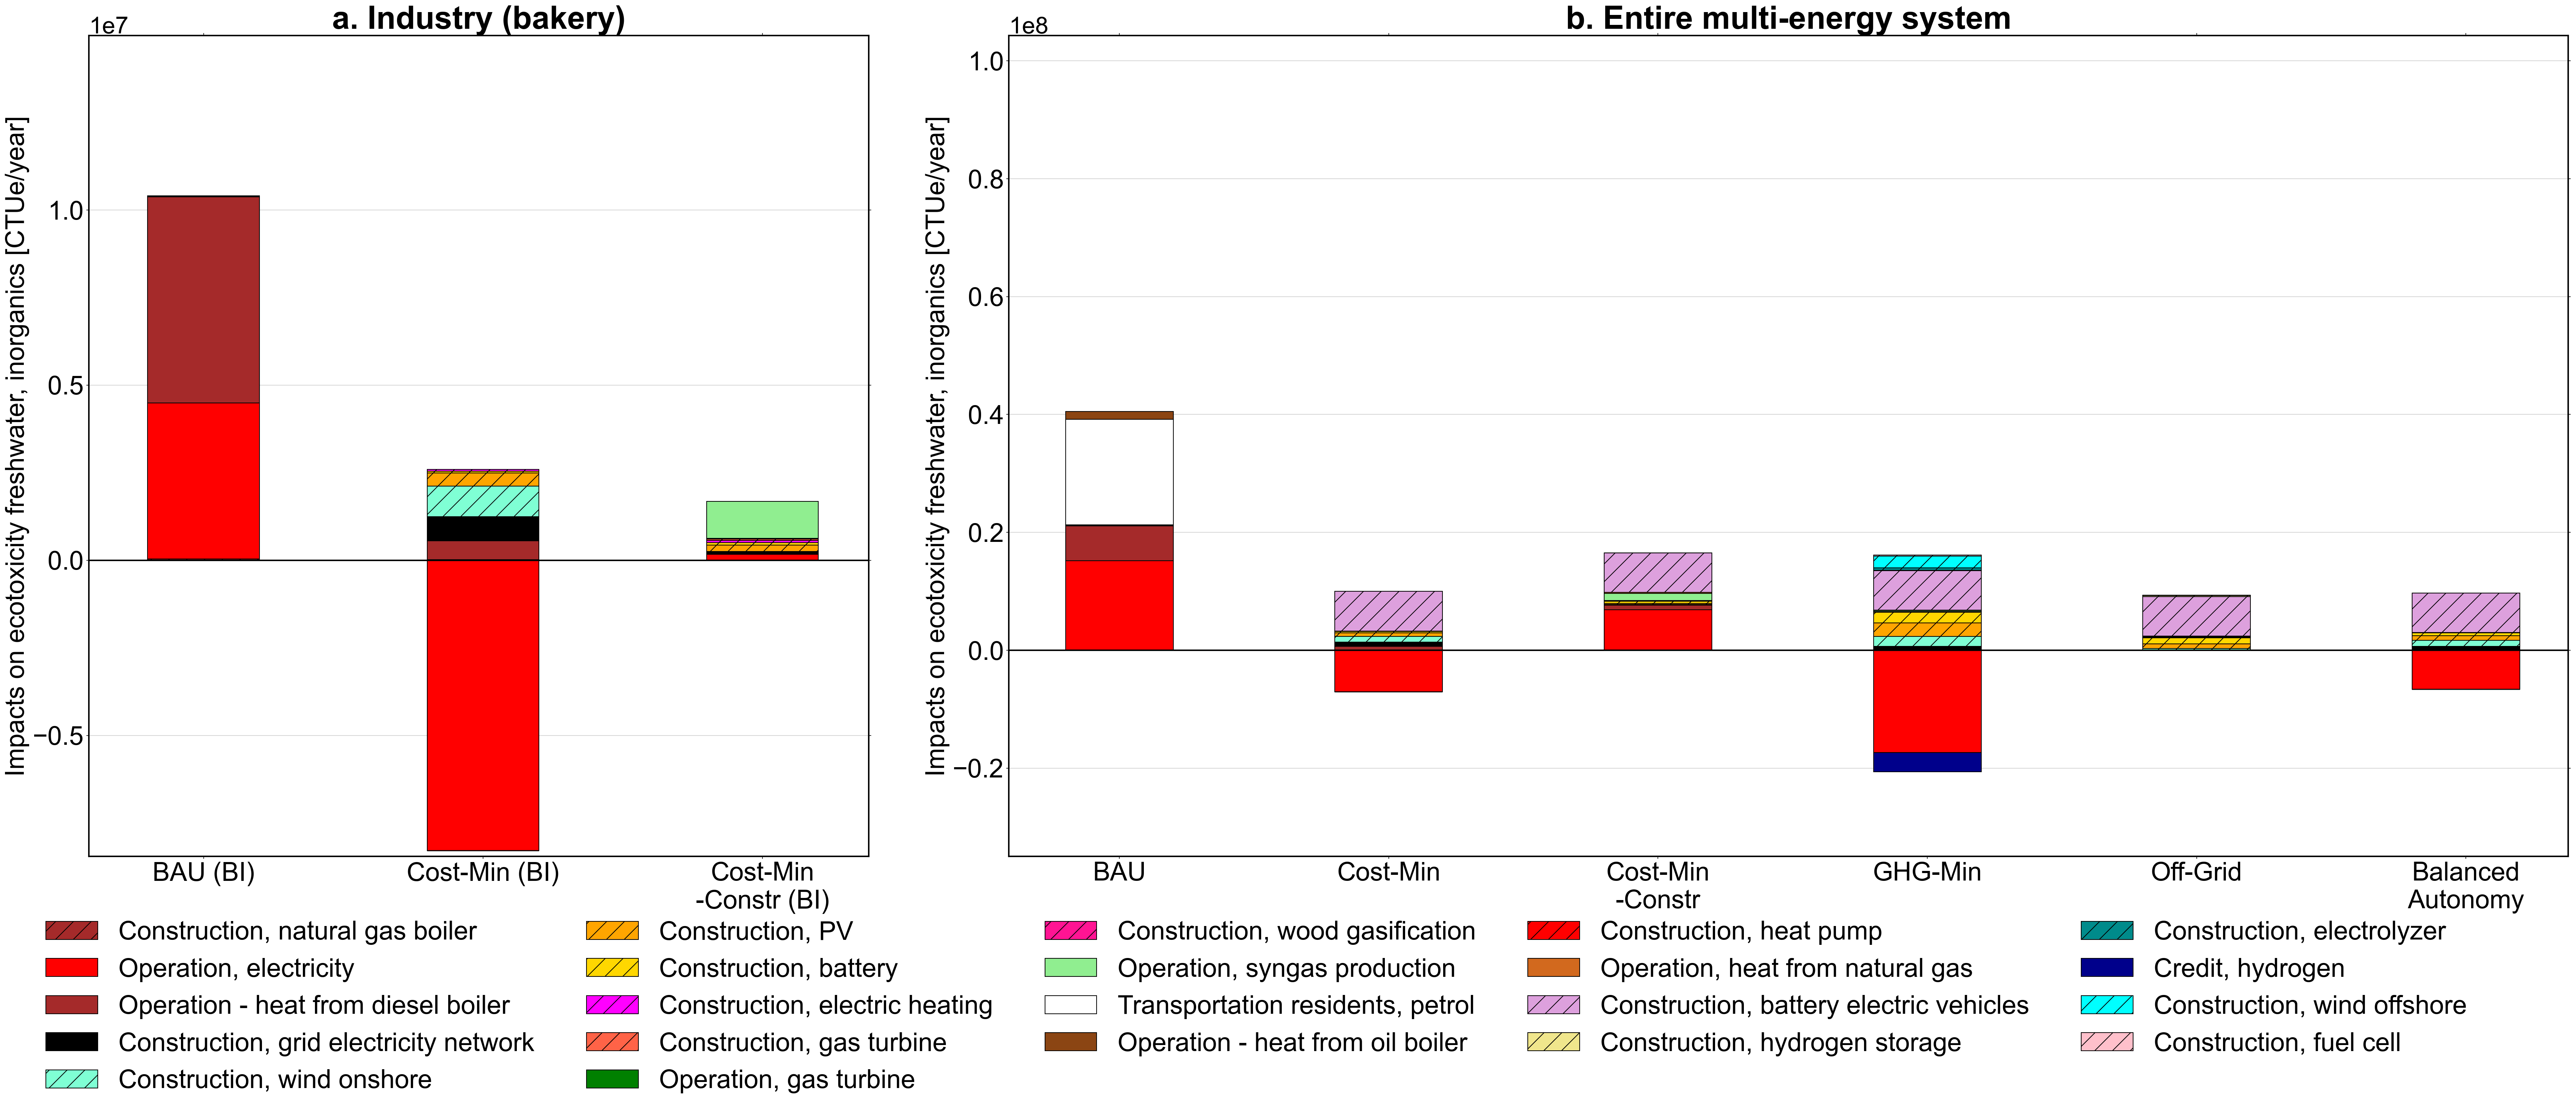 a. Industry (bakery)
1e7
Impacts on ecotoxicity freshwater, inorganics [CTUe/year]
1.0
0.5
0.0
−0.5
BAU (BI)
Cost-Min (BI)
Cost-Min
-Constr (BI)
b. Entire multi-energy system
1e8
Impacts on ecotoxicity freshwater, inorganics [CTUe/year]
1.0
0.8
0.6
0.4
0.2
0.0
−0.2
BAU
Cost-Min
Cost-Min
-Constr
GHG-Min
Off-Grid
Balanced
Autonomy
Construction, natural gas boiler
Operation, electricity
Operation - heat from diesel boiler
Construction, grid electricity network
Construction, wind onshore
Construction, PV
Construction, battery
Construction, electric heating
Construction, gas turbine
Operation, gas turbine
Construction, wood gasification
Operation, syngas production
Transportation residents, petrol
Operation - heat from oil boiler
Construction, heat pump
Operation, heat from natural gas
Construction, battery electric vehicles
Construction, hydrogen storage
Construction, electrolyzer
Credit, hydrogen
Construction, wind offshore
Construction, fuel cell